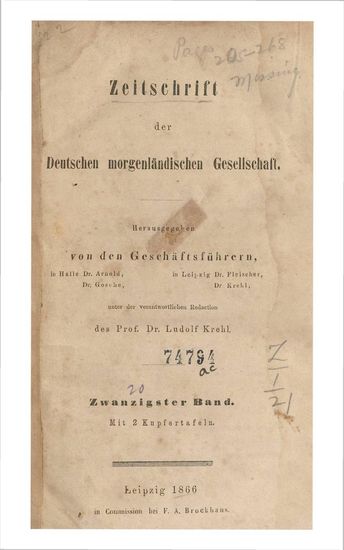 Pages
205-268
Missing.
Zeitschrift
der
Deutschen morgenländischen Gesellschaft.
Herausgegeben
von den Geschäftsführern,
in Halle Dr. Arnold,
in Leipzig Dr. Fleischer,
Dr. Gosche,
Dr. Krehl,
unter der verantwortlichen Redaction
des Prof. Dr. Ludolf Krehl.
74794
ac
20
Zwanzigster Band.
Mit 2 Kupfertafeln.
Leipzig 1866
in Commission bei F. A. Brockhaus.